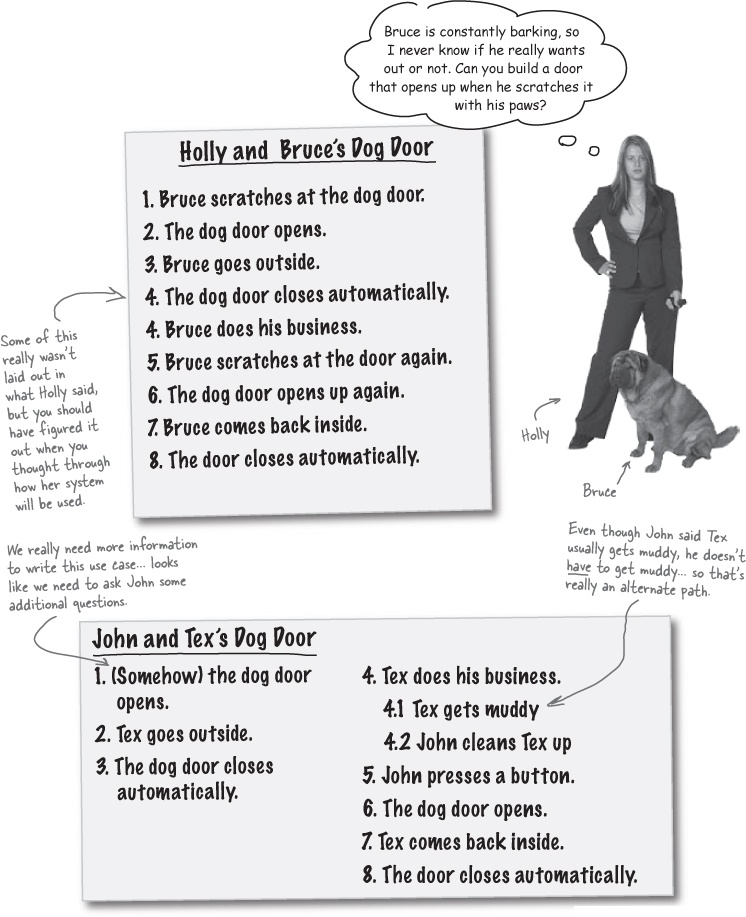 Bruce is constantly barking, so
I never know if he really wants
out or not. Can you build a door
that opens up when he scratches it
with his paws?
Holly and Bruce's Dog Door
1. Bruce scratches at the dog door.
2. The dog door opens.
3. Bruce goes outside.
4. The dog door closes automatically.
4. Bruce does his business.
5. Bruce scratches at the door again.
6. The dog door opens up again.
7. Bruce comes back inside.
8. The door closes automatically.
Some of this
really wasn't
laid out in
what Holly said,
but you should
have figured it
out when you
thought through
how her system
will be used.
Holly
Bruce
We really need more information
to write this use case... looks
like we need to ask John some
additional questions.
Even though John said Tex
usually gets muddy, he doesn't
have to get muddy... so that's
really an alternate path.
John and Tex's Dog Door
1. (Somehow) the dog door
opens.
2. Tex goes outside.
3. The dog door closes
automatically.
4. Tex does his business.
4.1 Tex gets muddy
4.2 John cleans Tex up
5. John presses a button.
6. The dog door opens.
7. Tex comes back inside.
8. The door closes automatically.